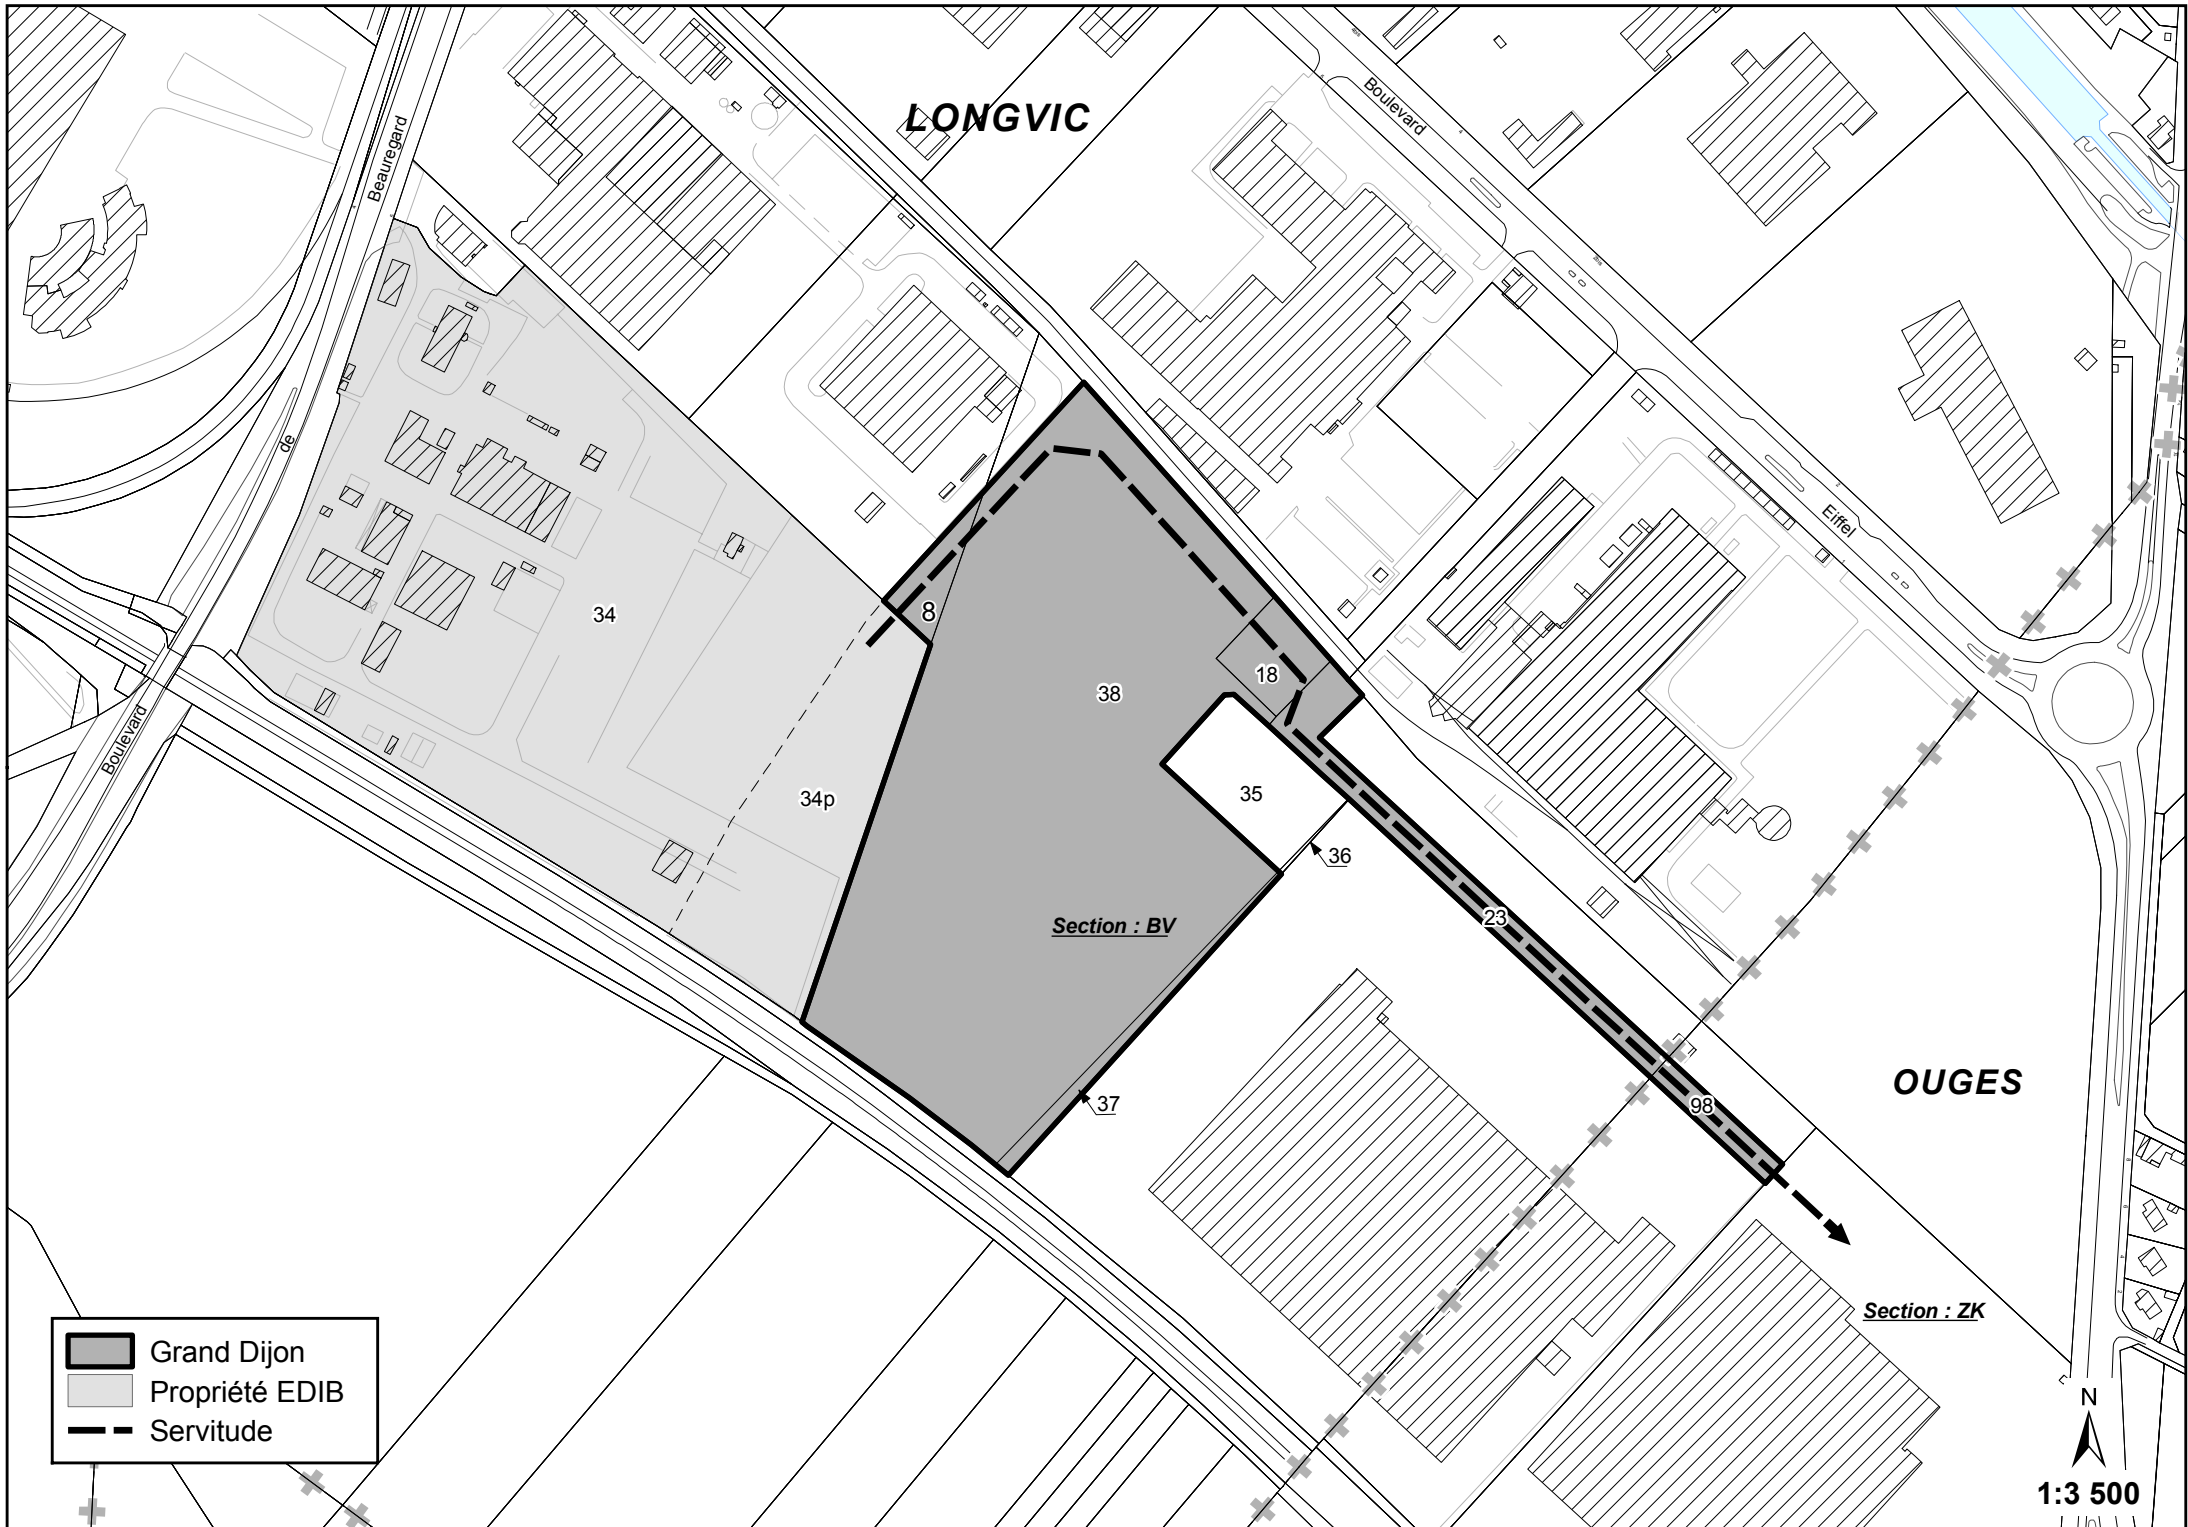 LONGVIC
Boulevard
Beauregard
de
Eiffel
8
34
18
38
34p
35
36
23
Section : BV
OUGES
98
37
Boulevard
Section : ZK
Grand Dijon
Propriété EDIB
Servitude
N
1:3 500